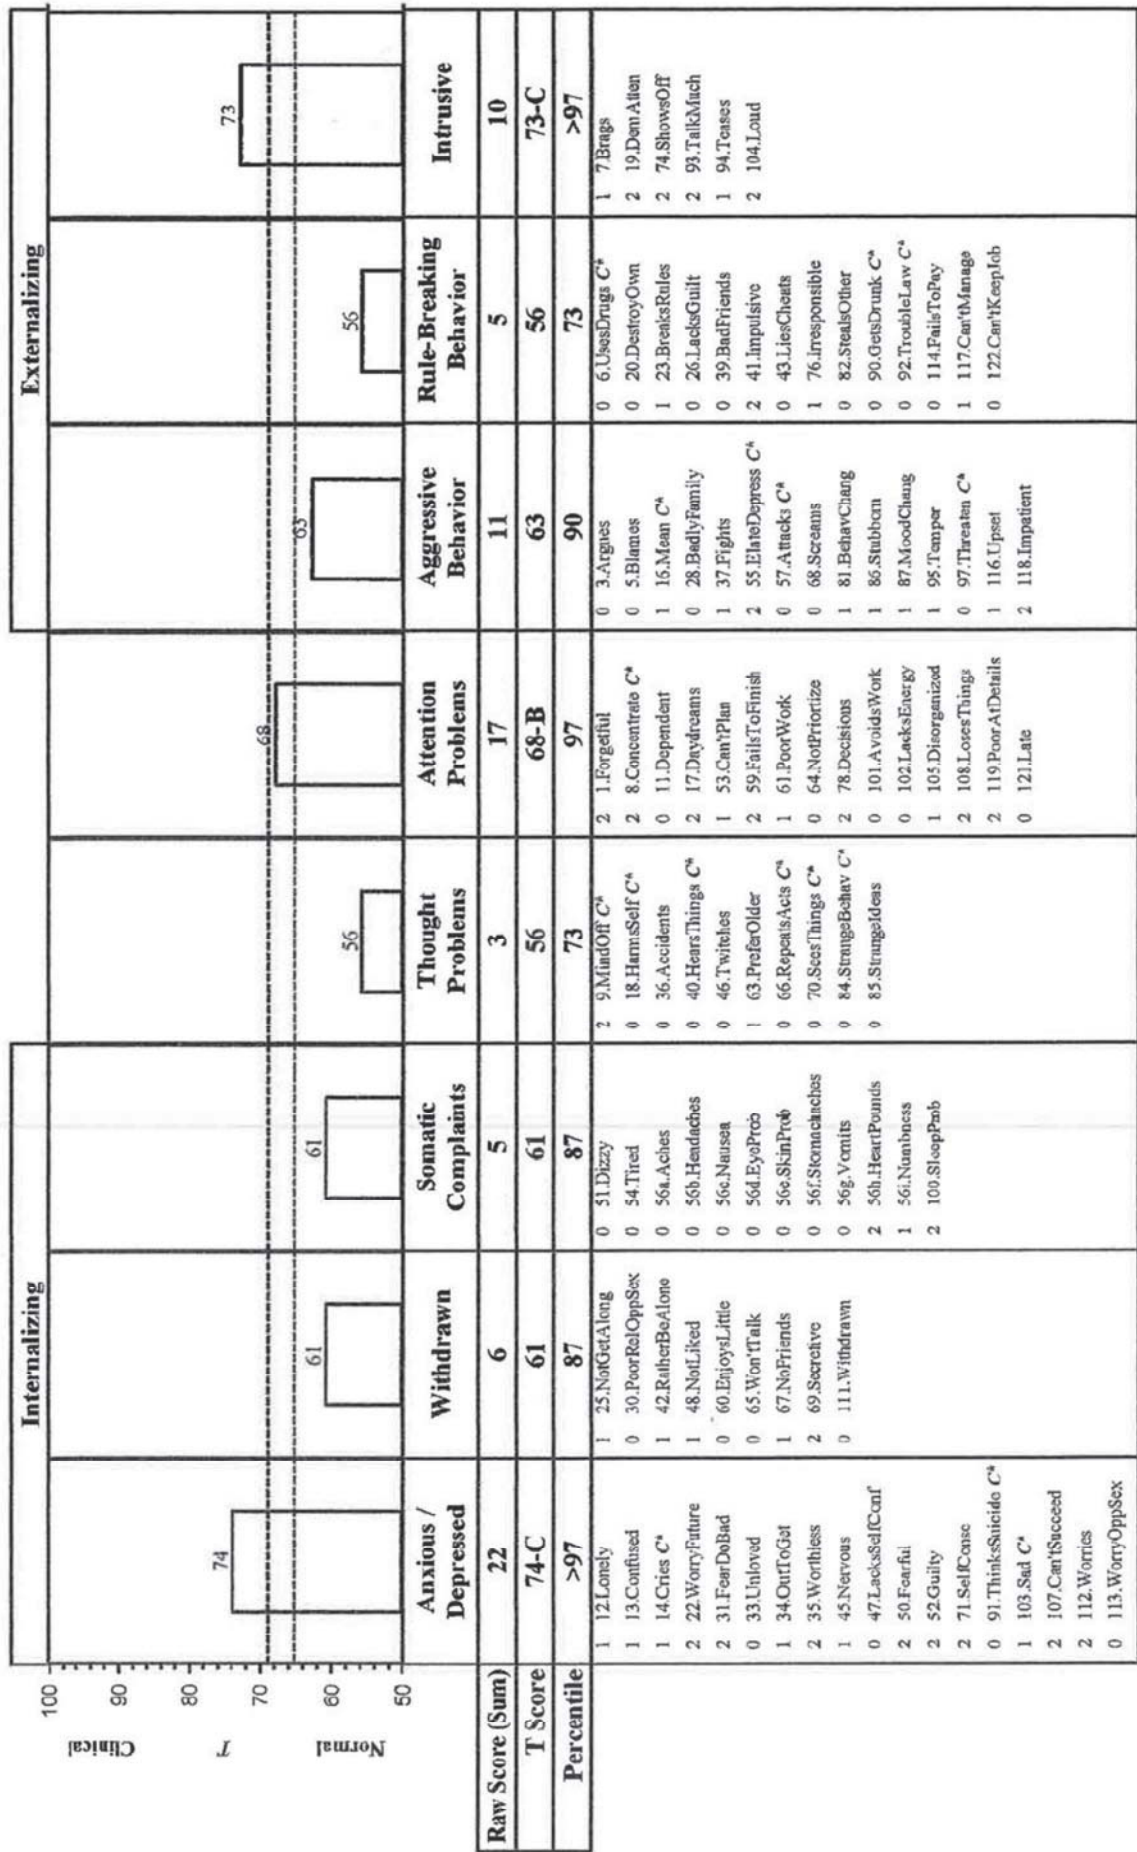 Internalizing
Externalizing
100
90
80
70
60
50
Clinical
T
Normal
74
61
61
56
68
63
56
73
Anxious / Depressed
Withdrawn
Somatic Complaints
Thought Problems
Attention Problems
Aggressive Behavior
Rule-Breaking Behavior
Intrusive
Raw Score (Sum) 22 6 5 3 17 11 5 10
T Score 74-C 61 61 56 68-B 63 56 73-C
Percentile >97 87 87 73 97 90 73 >97
1 12.Lonely
1 13.Confused
1 14.Cries C^
2 22.WorryFuture
2 31.FearDoBad
0 33.Unloved
1 34.OutToGet
2 35.Worthless
1 45.Nervous
0 47.LacksSelfConf
2 50.Fearful
2 52.Guilty
2 71.SelfConsc
0 91.ThinksSuicide C^
1 103.Sad C^
2 107.Can'tSucceed
2 112.Worries
0 113.WorryOppSex
1 25.NotGetAlong
0 30.PoorRelOppSex
1 42.RatherBeAlone
1 48.NotLiked
0 60.EnjoysLittle
0 65.Won'tTalk
1 67.NoFriends
2 69.Secretive
0 111.Withdrawn
0 51.Dizzy
0 54.Tired
0 56a.Aches
0 56b.Headaches
0 56c.Nausea
0 56d.EyeProb
0 56e.SkinProb
0 56f.Stomachaches
0 56g.Vomits
2 56h.HeartPounds
1 56i.Numbness
2 100.SleepProb
2 9.MindOff C^
0 18.HarmsSelf C^
0 36.Accidents
0 40.HearsThings C^
0 46.Twitches
1 63.PreferOlder
0 66.RepeatsActs C^
0 70.SeesThings C^
0 84.StrangeBehav C^
0 85.StrangeIdeas
2 1.Forgetful
2 8.Concentrate C^
0 11.Dependent
2 17.Daydreams
1 53.Can'tPlan
2 59.FailsToFinish
1 61.PoorWork
0 64.NotPriortize
2 78.Decisions
0 101.AvoidsWork
0 102.LacksEnergy
1 105.Disorganized
2 108.LosesThings
2 119.PoorAtDetails
0 121.Late
0 3.Argues
0 5.Blames
1 16.Mean C^
0 28.BadlyFamily
1 37.Fights
2 55.ElateDepress C^
0 57.Attacks C^
0 68.Screams
1 81.BehavChang
1 86.Stubborn
1 87.MoodChang
1 95.Temper
0 97.Threaten C^
1 116.Upset
2 118.Impatient
0 6.UsesDrugs C^
0 20.DestroyOwn
1 23.BreaksRules
0 26.LacksGuilt
0 39.BadFriends
2 41.Impulsive
0 43.LiesCheats
1 76.Irresponsible
0 82.StealsOther
0 90.GetsDrunk C^
0 92.TroubleLaw C^
0 114.FailsToPay
1 117.Can'tManage
0 122.Can'tKeepJob
1 7.Brags
2 19.DemAtten
2 74.ShowsOff
2 93.TalkMuch
1 94.Teases
2 104.Loud